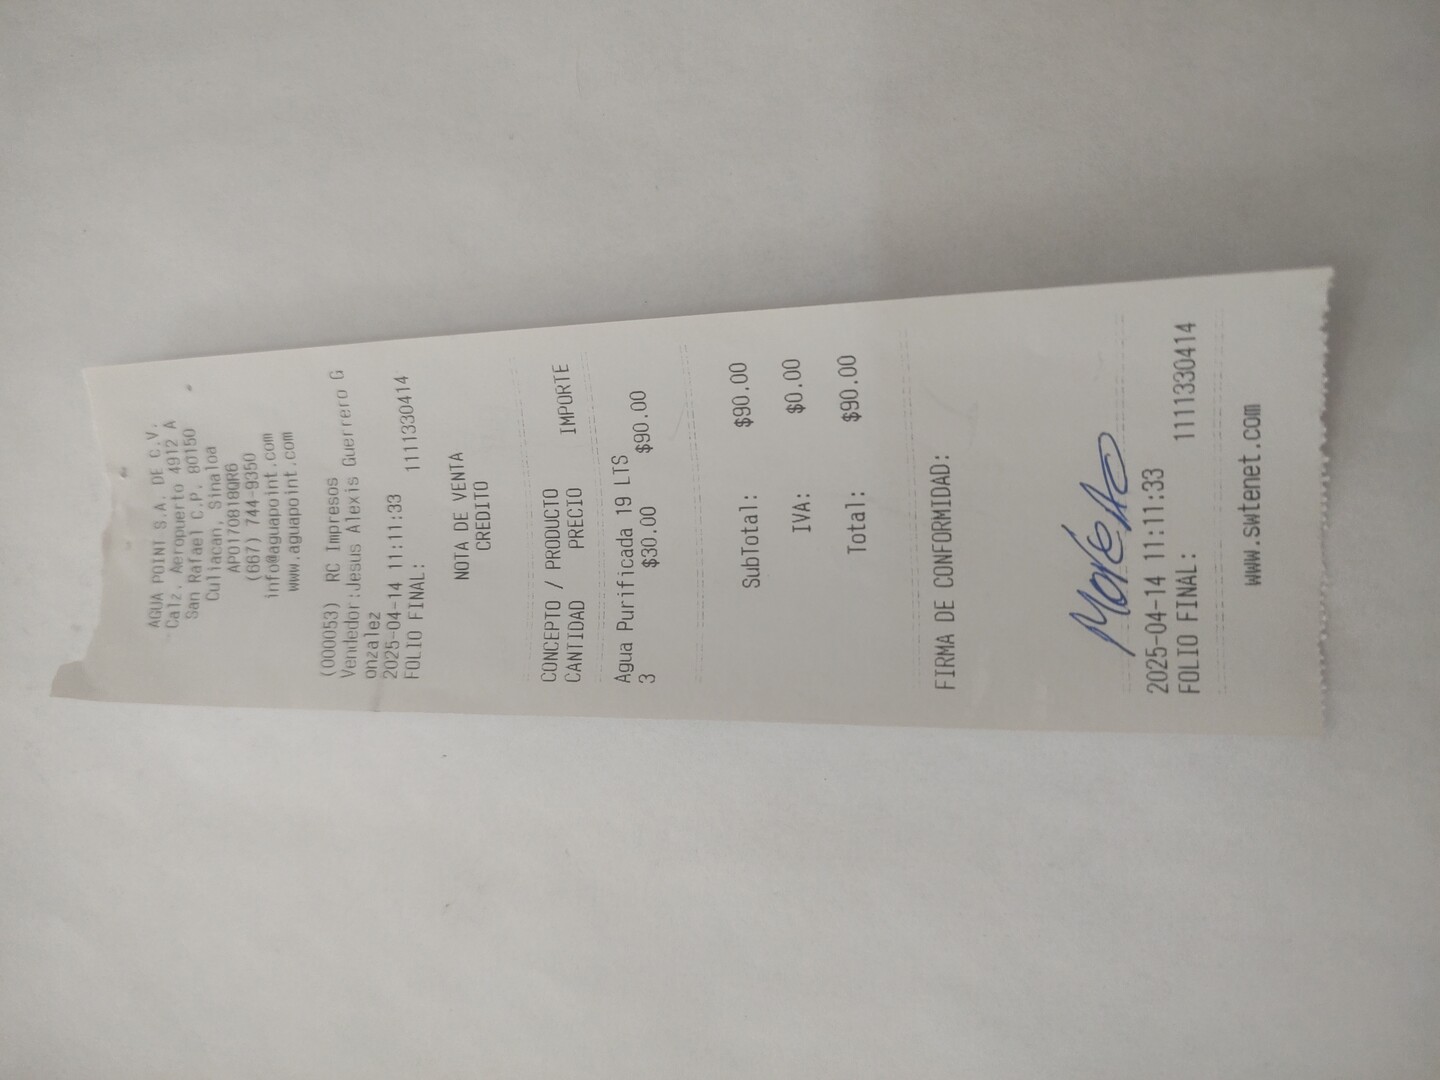 AGUA POINT S.A. DE C.V.
Calz. Aeropuerto 4912 A
San Rafael C.P. 80150
Culiacan, Sinaloa
APO170818QR6
(667) 744-9350
info@aguapoint.com
www.aguapoint.com
(000053) RC Impresos
Vendedor:Jesus Alexis Guerrero G
onzalez
2025-04-14 11:11:33
FOLIO FINAL: 1111330414
NOTA DE VENTA
CREDITO
CONCEPTO / PRODUCTO
CANTIDAD PRECIO IMPORTE
Agua Purificada 19 LTS
3 $30.00 $90.00
SubTotal: $90.00
IVA: $0.00
Total: $90.00
FIRMA DE CONFORMIDAD:
2025-04-14 11:11:33
FOLIO FINAL: 1111330414
www.swtenet.com